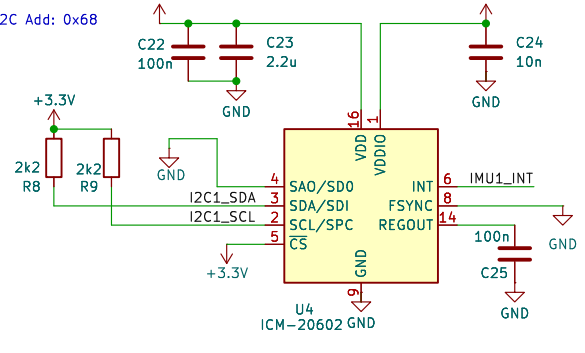 2C Add: 0x68
C22
100n
C23
2.2u
C24
10n
GND
GND
+3.3V
16
1
VDD
VDDIO
2k2
R8
2k2
R9
GND
4
SAO/SDO
INT
6
IMU1_INT
I2C1_SDA
3
SDA/SDI
FSYNC
8
I2C1_SCL
2
SCL/SPC
REGOUT
14
100n
5
CS
GND
+3.3V
GND
C25
9
U4
ICM-20602
GND
GND